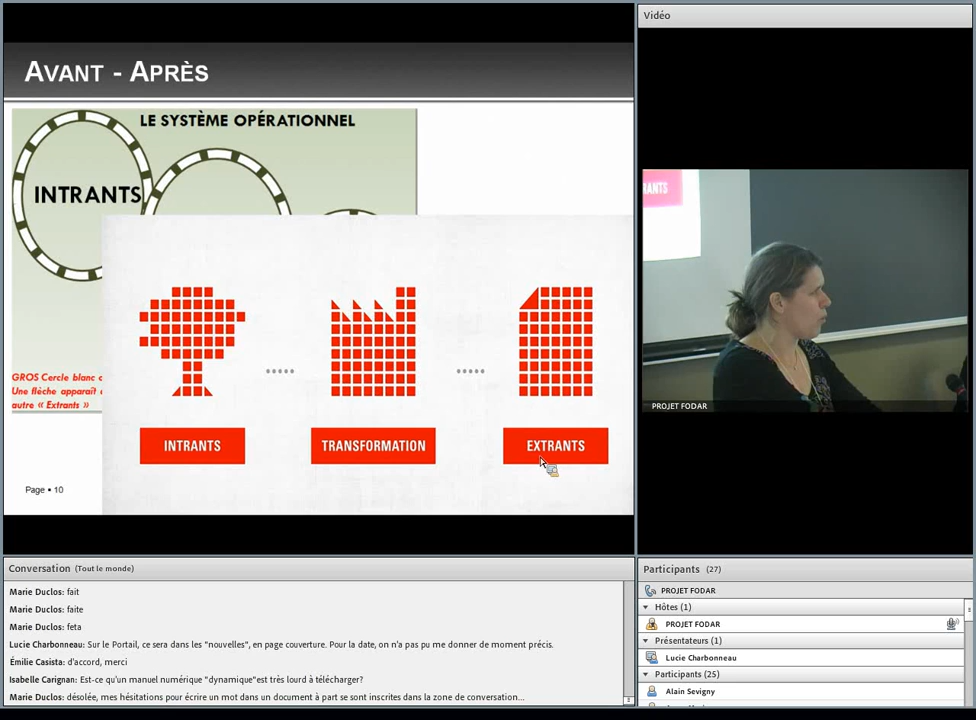 AVANT - APRÈS
LE SYSTÈME OPÉRATIONNEL
INTRANTS
GROS Cercle blanc
Une flèche apparaît
autre « Extrants »
INTRANTS
TRANSFORMATION
EXTRANTS
Page • 10
Vidéo
RANTS
PROJET FODAR
Conversation (Tout le monde)
Marie Duclos: fait
Marie Duclos: faite
Marie Duclos: feta
Lucie Charbonneau: Sur le Portail, ce sera dans les "nouvelles", en page couverture. Pour la date, on n'a pas pu me donner de moment précis.
Émilie Casista: d'accord, merci
Isabelle Carignan: Est-ce qu'un manuel numérique "dynamique"est très lourd à télécharger?
Marie Duclos: désolée, mes hésitations pour écrire un mot dans un document à part se sont inscrites dans la zone de conversation...
Participants (27)
PROJET FODAR
Hôtes (1)
PROJET FODAR
Présentateurs (1)
Lucie Charbonneau
Participants (25)
Alain Sevigny